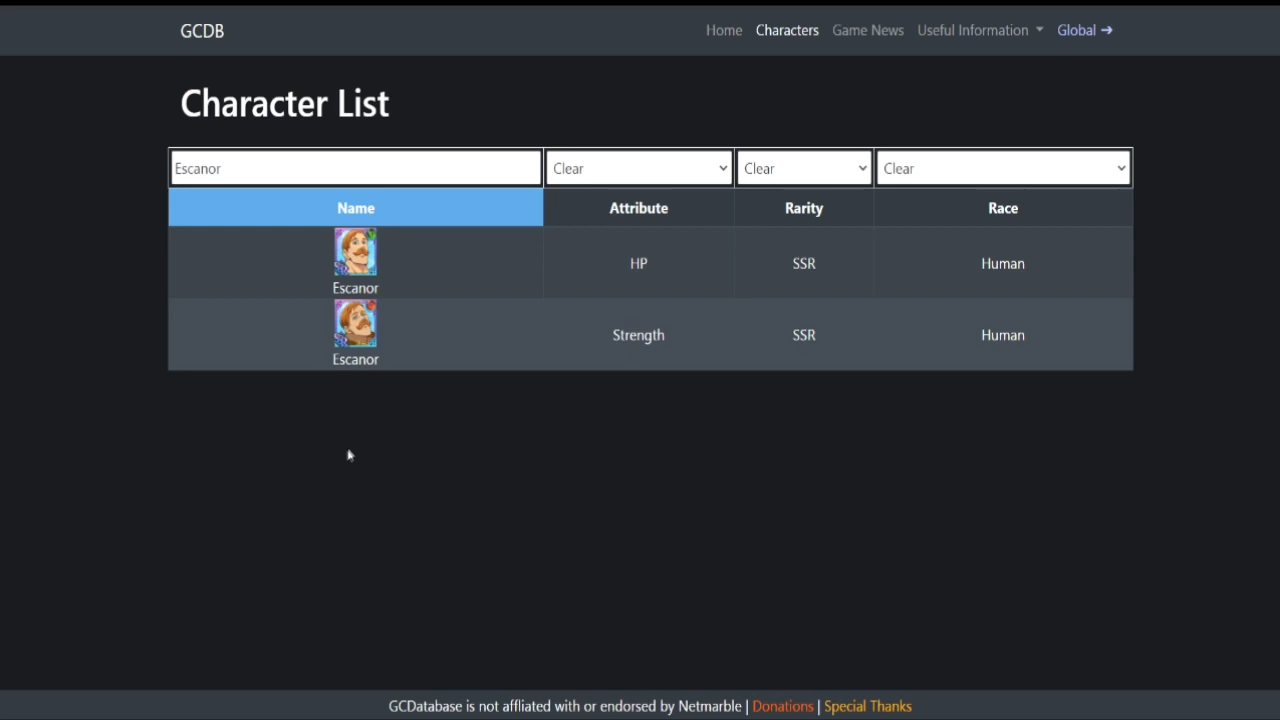 GCDB Home Characters Game News Useful Information Global ➔
Character List
Escanor Clear Clear Clear
Name Attribute Rarity Race
HP SSR Human
Escanor
Strength SSR Human
Escanor
GCDatabase is not affliated with or endorsed by Netmarble | Donations | Special Thanks